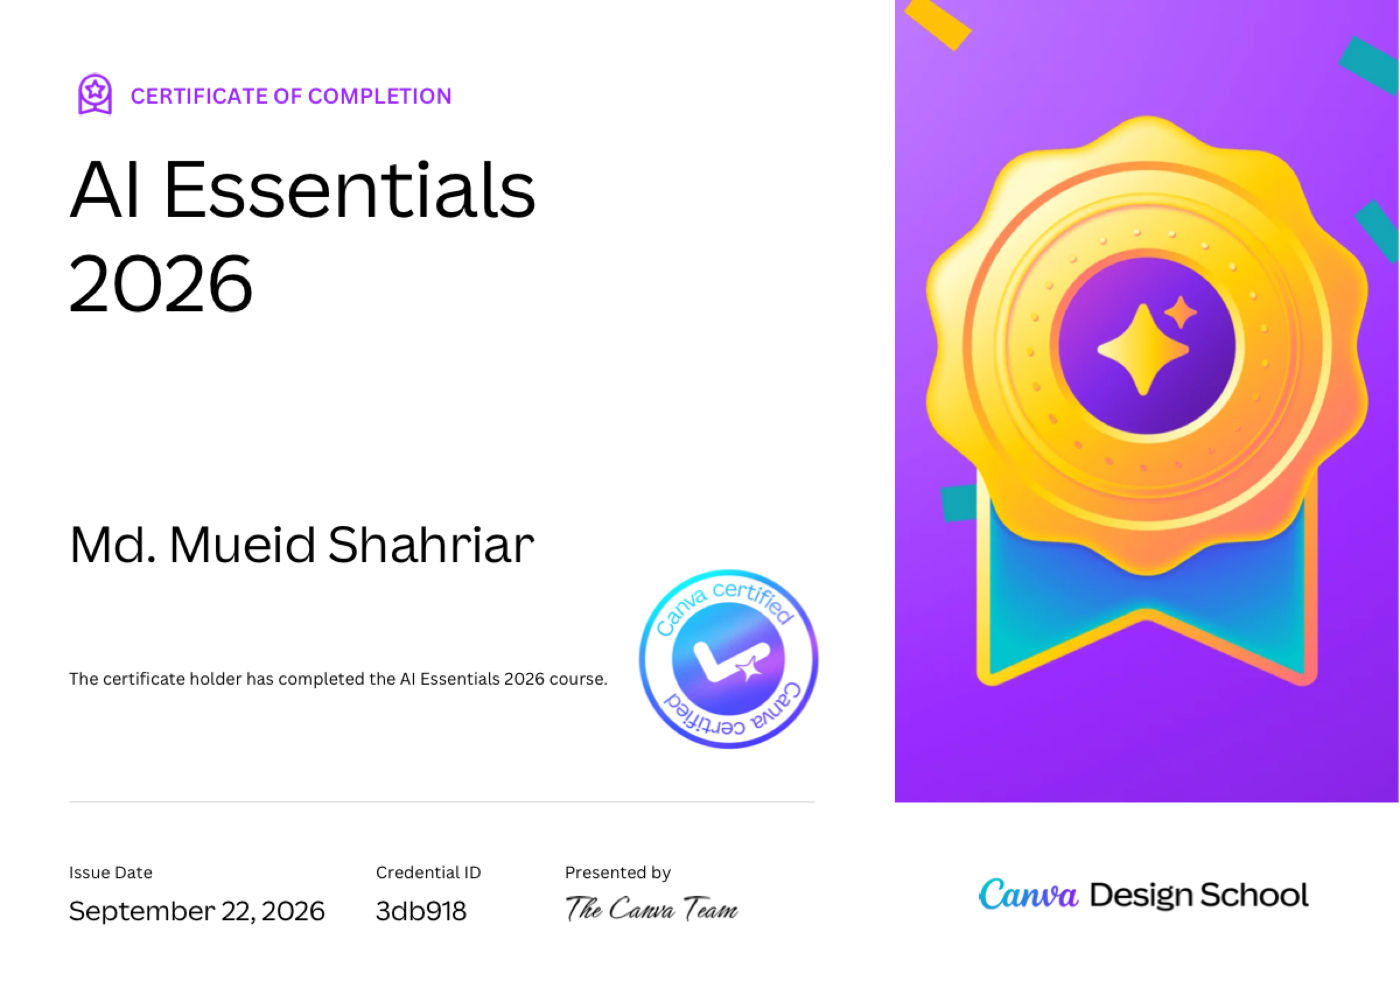 CERTIFICATE OF COMPLETION
AI Essentials
2026
Md. Mueid Shahriar
Canva certified
Canva certified
The certificate holder has completed the AI Essentials 2026 course.
Issue Date
September 22, 2026
Credential ID
3db918
Presented by
The Canva Team
Canva Design School